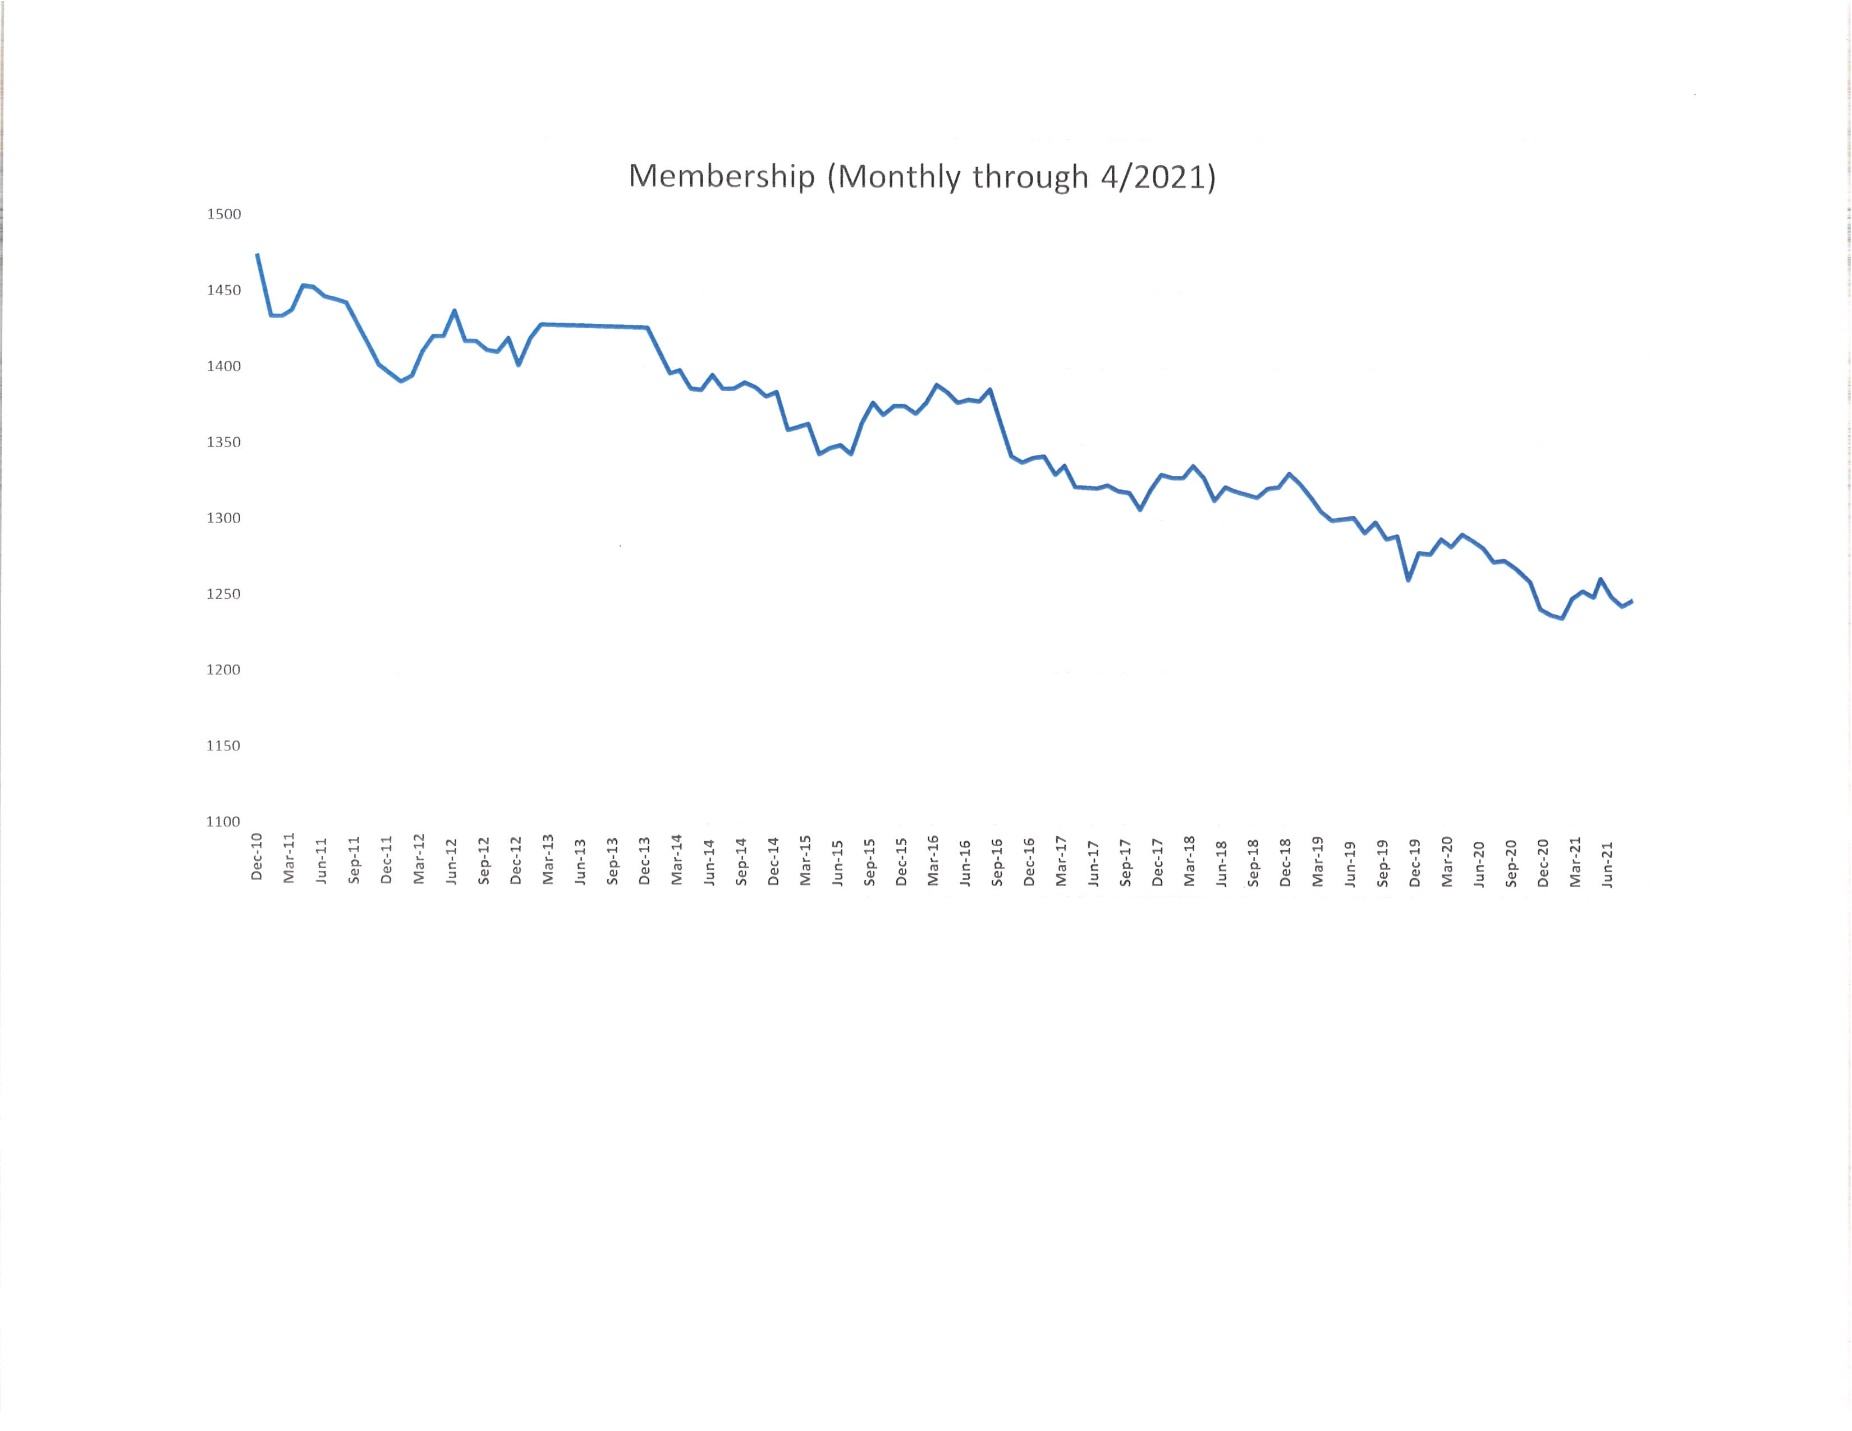 Membership (Monthly through 4/2021)
1500
1450
1400
1350
1300
1250
1200
1150
1100
Dec-10
Mar-11
Jun-11
Sep-11
Dec-11
Mar-12
Jun-12
Sep-12
Dec-12
Mar-13
Jun-13
Sep-13
Dec-13
Mar-14
Jun-14
Sep-14
Dec-14
Mar-15
Jun-15
Sep-15
Dec-15
Mar-16
Jun-16
Sep-16
Dec-16
Mar-17
Jun-17
Sep-17
Dec-17
Mar-18
Jun-18
Sep-18
Dec-18
Mar-19
Jun-19
Sep-19
Dec-19
Mar-20
Jun-20
Sep-20
Dec-20
Mar-21
Jun-21